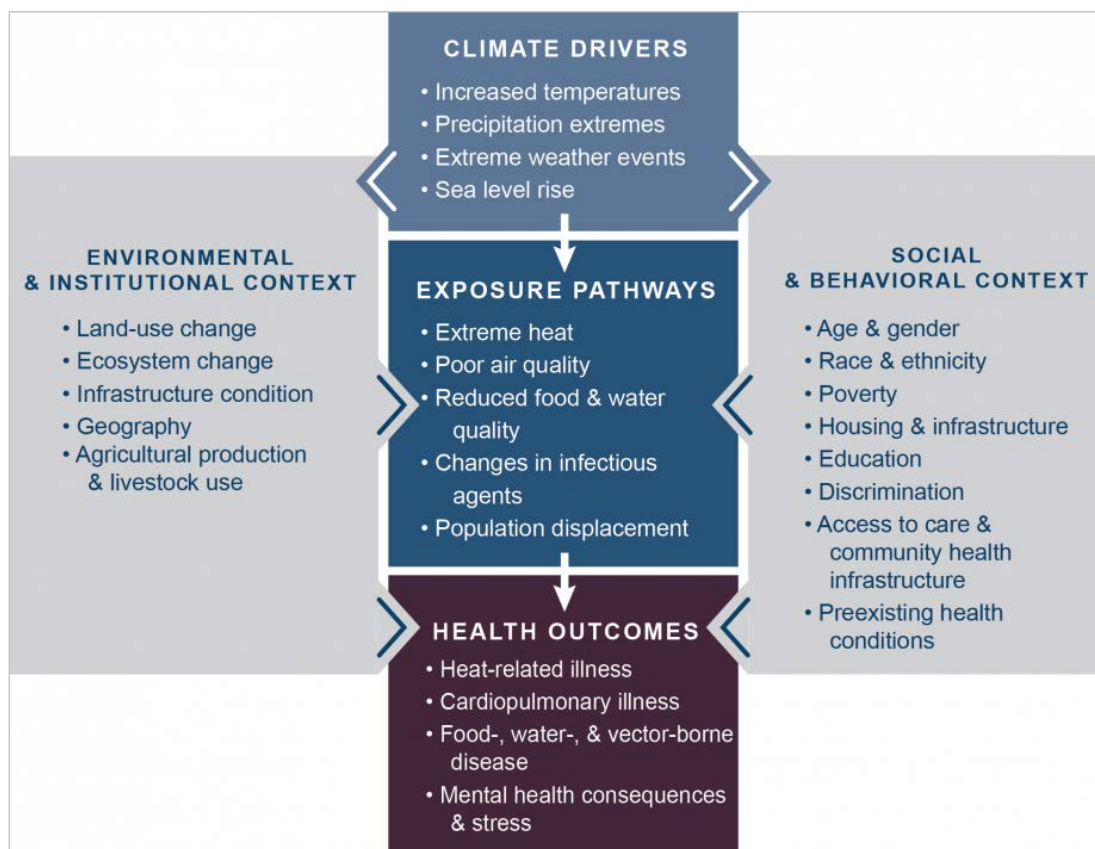 CLIMATE DRIVERS
• Increased temperatures
• Precipitation extremes
• Extreme weather events
• Sea level rise
ENVIRONMENTAL
& INSTITUTIONAL CONTEXT
• Land-use change
• Ecosystem change
• Infrastructure condition
• Geography
• Agricultural production
& livestock use
EXPOSURE PATHWAYS
• Extreme heat
• Poor air quality
• Reduced food & water
quality
• Changes in infectious
agents
• Population displacement
SOCIAL
& BEHAVIORAL CONTEXT
• Age & gender
• Race & ethnicity
• Poverty
• Housing & infrastructure
• Education
• Discrimination
• Access to care &
community health
infrastructure
• Preexisting health
conditions
HEALTH OUTCOMES
• Heat-related illness
• Cardiopulmonary illness
• Food-, water-, & vector-borne
disease
• Mental health consequences
& stress